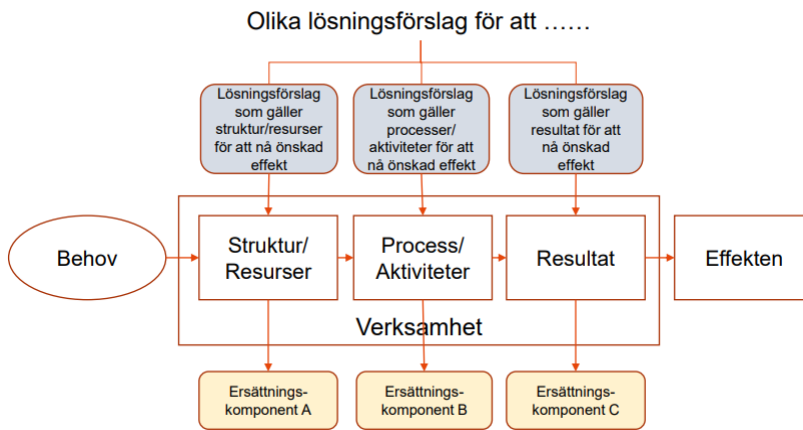 Olika lösningsförslag för att ......
Lösningsförslag
som gäller
struktur/resurser
för att nå önskad
effekt
Lösningsförslag
som gäller
processer/
aktiviteter för att
nå önskad effekt
Lösningsförslag
som gäller
resultat för att
nå önskad
effekt
Behov
Struktur/
Resurser
Process/
Aktiviteter
Resultat
Effekten
Verksamhet
Ersättnings-
komponent A
Ersättnings-
komponent B
Ersättnings-
komponent C